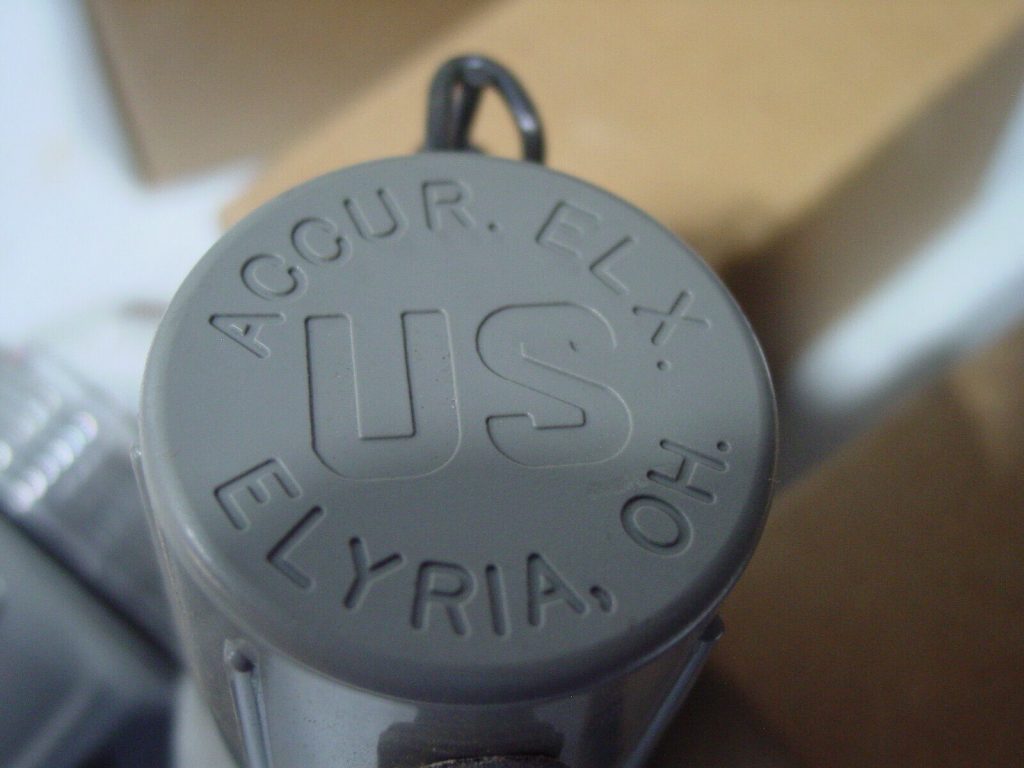 ACCUR. ELX.
US
ELYRIA, OH.